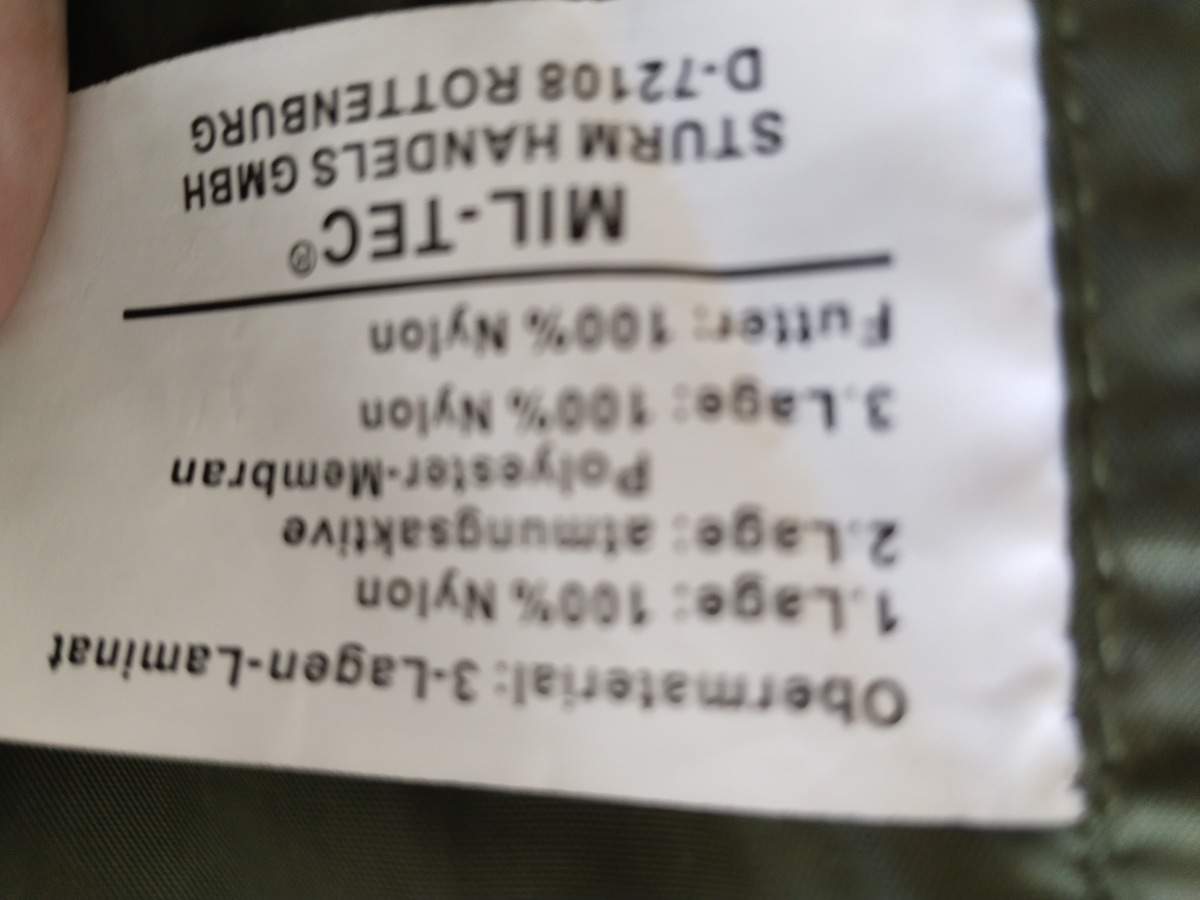 Obermaterial: 3-Lagen-Laminat
1.Lage: 100% Nylon
2.Lage: atmungsaktive
Polyester-Membran
3.Lage: 100% Nylon
Futter: 100% Nylon
MIL-TEC®
STURM HANDELS GMBH
D-72108 ROTTENBURG